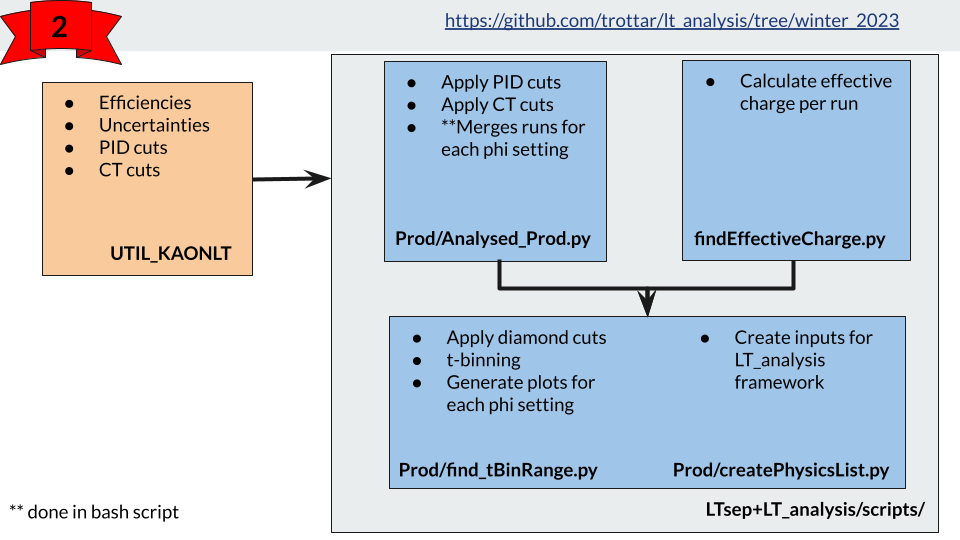 2
https://github.com/trottar/lt_analysis/tree/winter_2023
● Efficiencies
● Uncertainties
● PID cuts
● CT cuts
UTIL_KAONLT
● Apply PID cuts
● Apply CT cuts
● **Merges runs for
each phi setting
Prod/Analysed_Prod.py
● Calculate effective
charge per run
findEffectiveCharge.py
● Apply diamond cuts
● t-binning
● Generate plots for
each phi setting
Prod/find_tBinRange.py
● Create inputs for
LT_analysis
framework
Prod/createPhysicsList.py
LTsep+LT_analysis/scripts/
** done in bash script